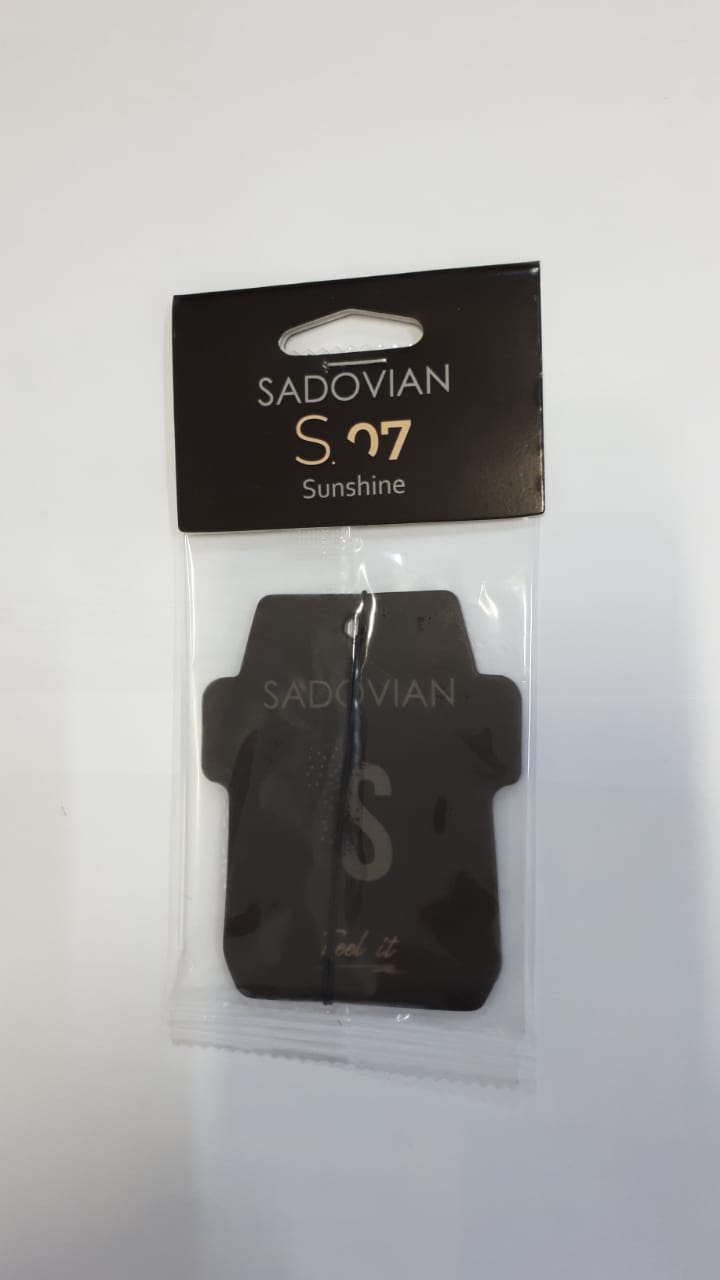 SADOVIAN
S.07
Sunshine
SADOVIAN
S
Feel it